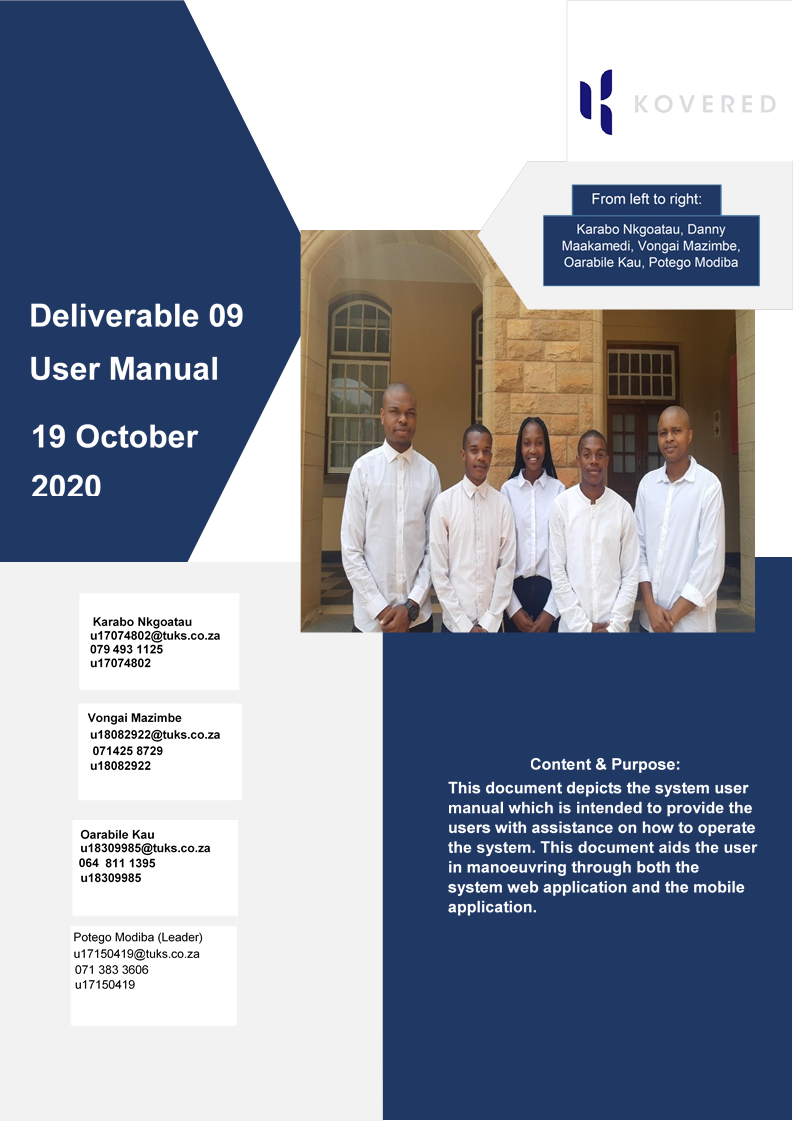 KOVERED
From left to right:
Karabo Nkgoatau, Danny
Maakamedi, Vongai Mazimbe,
Oarabile Kau, Potego Modiba
Deliverable 09
User Manual
19 October
2020
Karabo Nkgoatau
u17074802@tuks.co.za
079 493 1125
u17074802
Vongai Mazimbe
u18082922@tuks.co.za
071425 8729
u18082922
Oarabile Kau
u18309985@tuks.co.za
064  811 1395
u18309985
Potego Modiba (Leader)
u17150419@tuks.co.za
071 383 3606
u17150419
Content & Purpose:
This document depicts the system user
manual which is intended to provide the
users with assistance on how to operate
the system. This document aids the user
in manoeuvring through both the
system web application and the mobile
application.